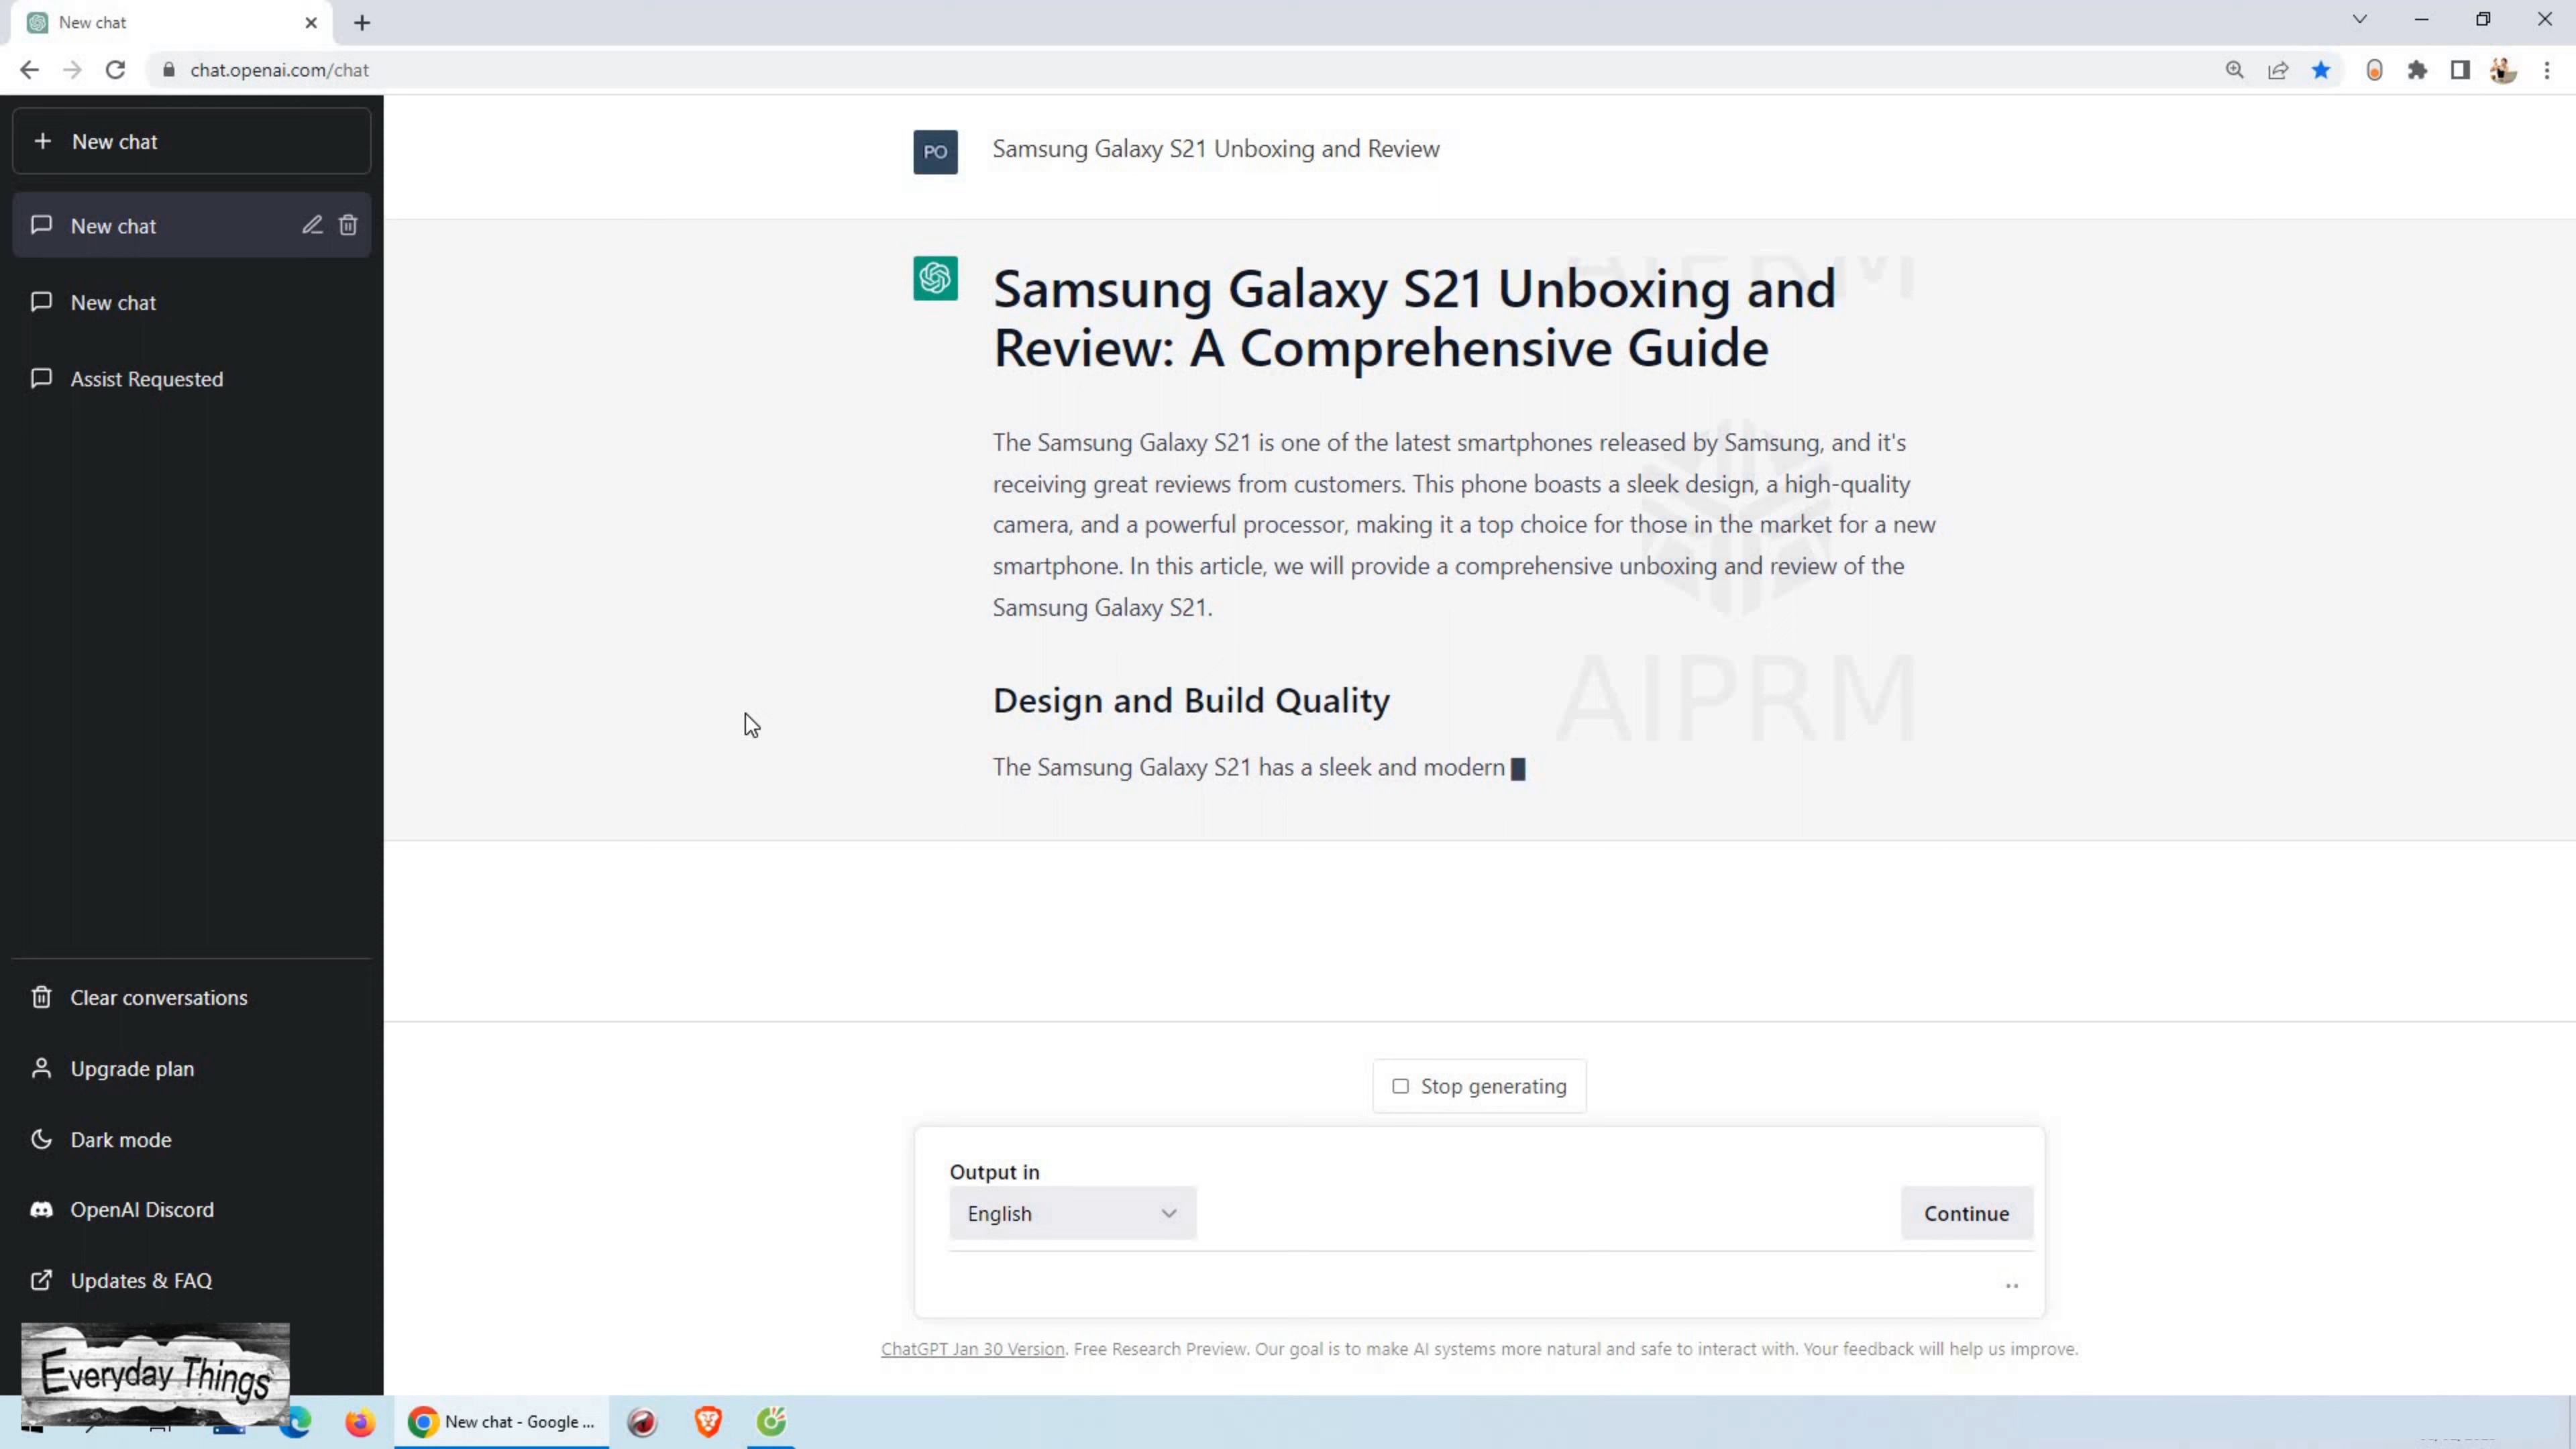 New chat
chat.openai.com/chat
New chat
New chat
New chat
Assist Requested
Clear conversations
Upgrade plan
Dark mode
OpenAI Discord
Updates & FAQ
Everyday Things
PO
Samsung Galaxy S21 Unboxing and Review
AIPRM
Samsung Galaxy S21 Unboxing and
Review: A Comprehensive Guide
The Samsung Galaxy S21 is one of the latest smartphones released by Samsung, and it's
receiving great reviews from customers. This phone boasts a sleek design, a high-quality
camera, and a powerful processor, making it a top choice for those in the market for a new
smartphone. In this article, we will provide a comprehensive unboxing and review of the
Samsung Galaxy S21.
Design and Build Quality
AIPRM
The Samsung Galaxy S21 has a sleek and modern
Stop generating
Output in
English
Continue
ChatGPT Jan 30 Version. Free Research Preview. Our goal is to make AI systems more natural and safe to interact with. Your feedback will help us improve.
New chat - Google ...